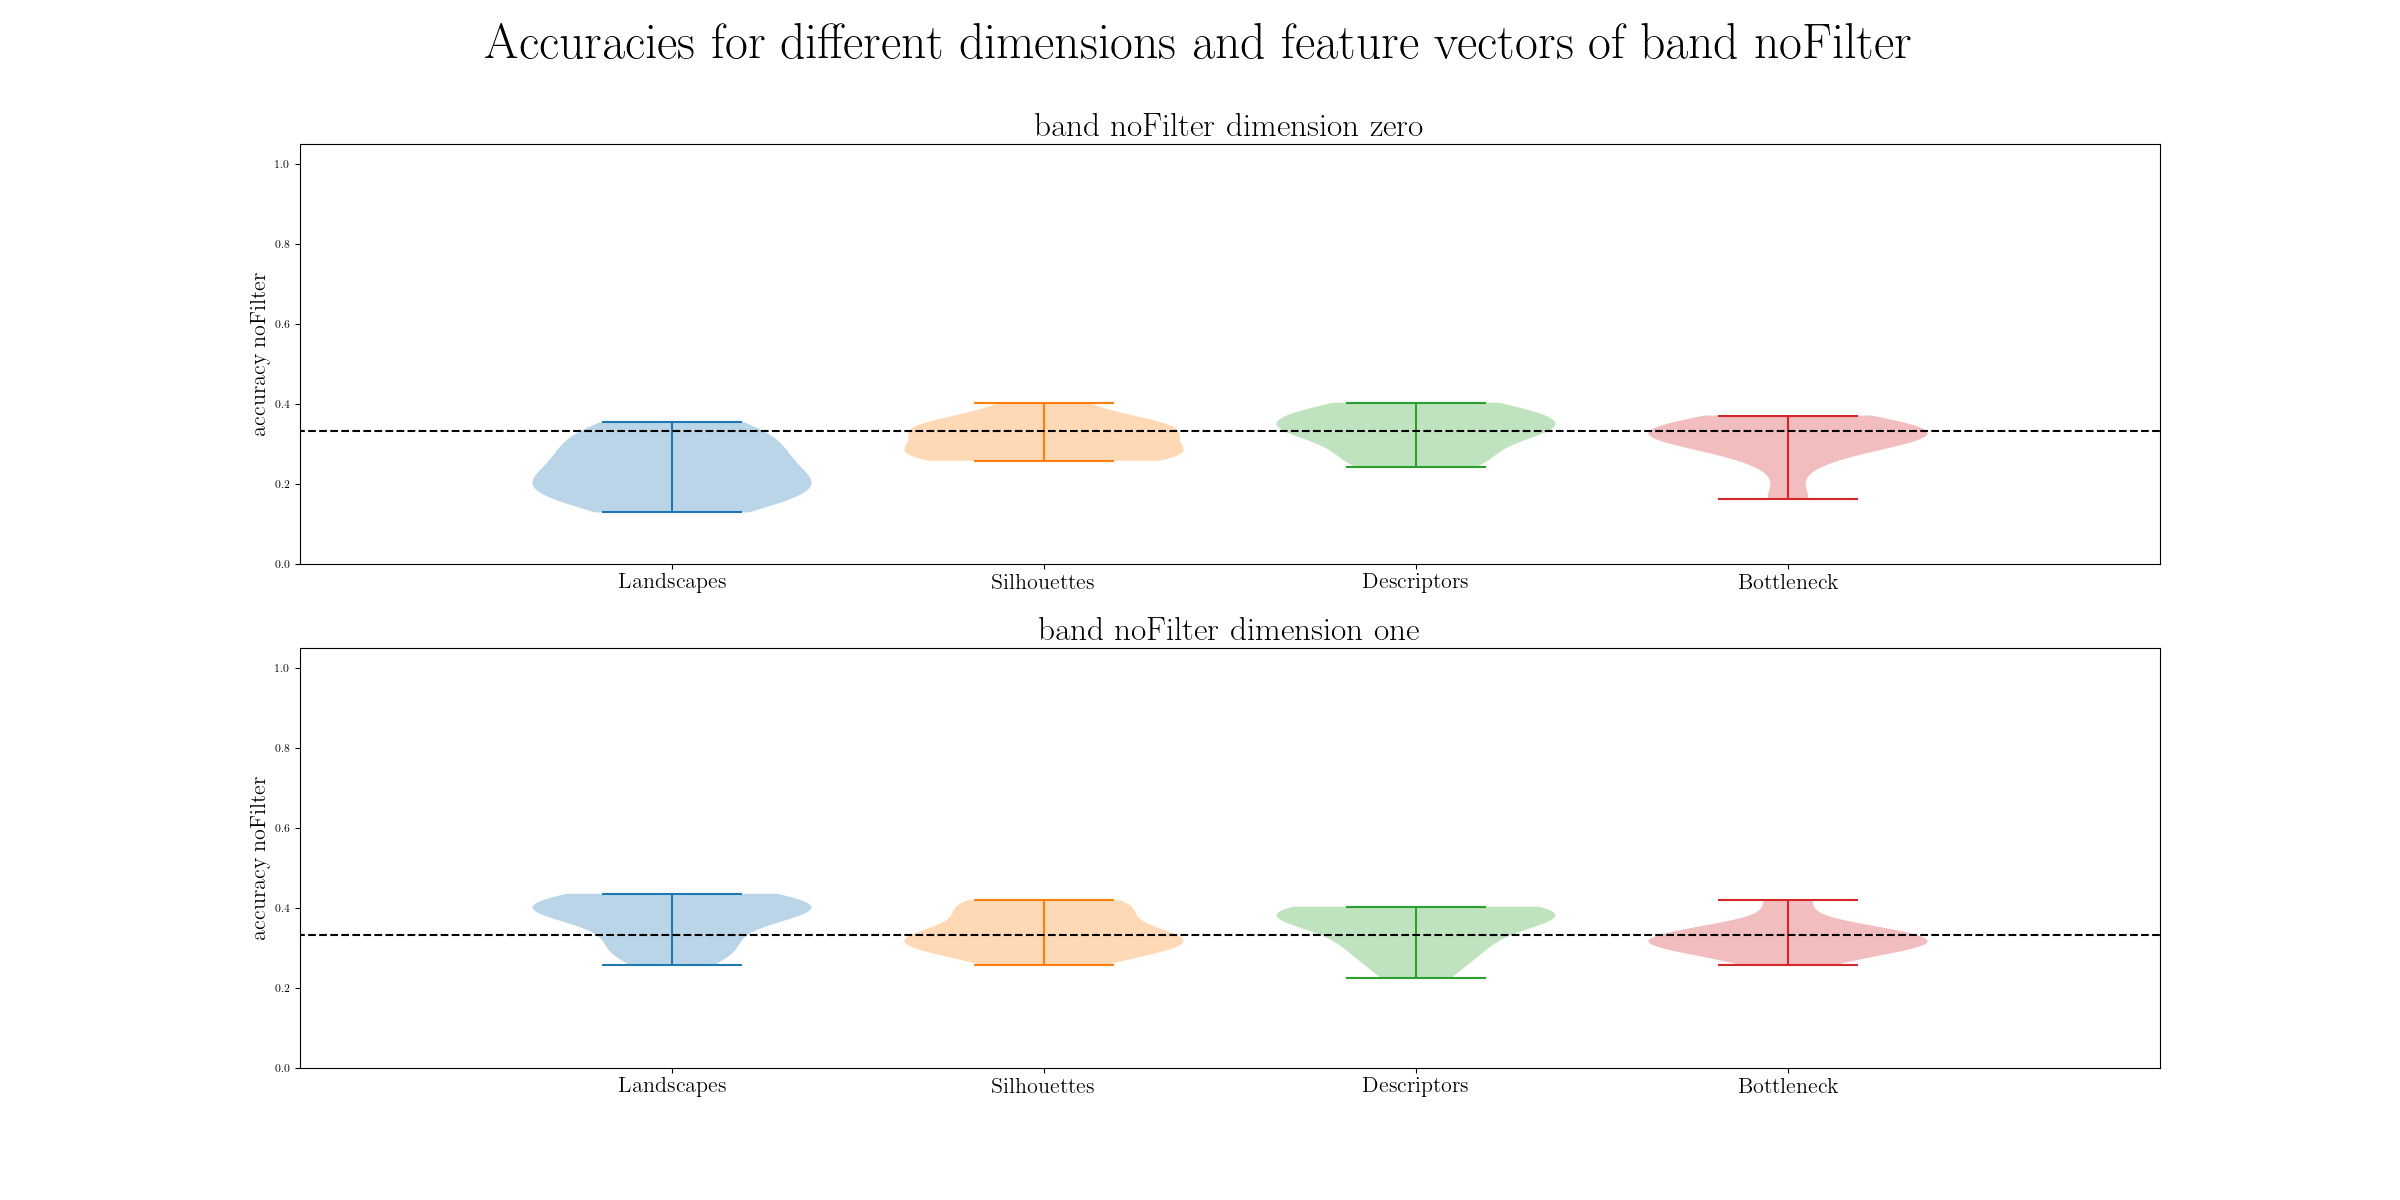 Accuracies for different dimensions and feature vectors of band noFilter
band noFilter dimension zero
1.0
0.8
0.6
0.4
0.2
0.0
accuracy noFilter
Landscapes Silhouettes Descriptors Bottleneck
band noFilter dimension one
1.0
0.8
0.6
0.4
0.2
0.0
accuracy noFilter
Landscapes Silhouettes Descriptors Bottleneck